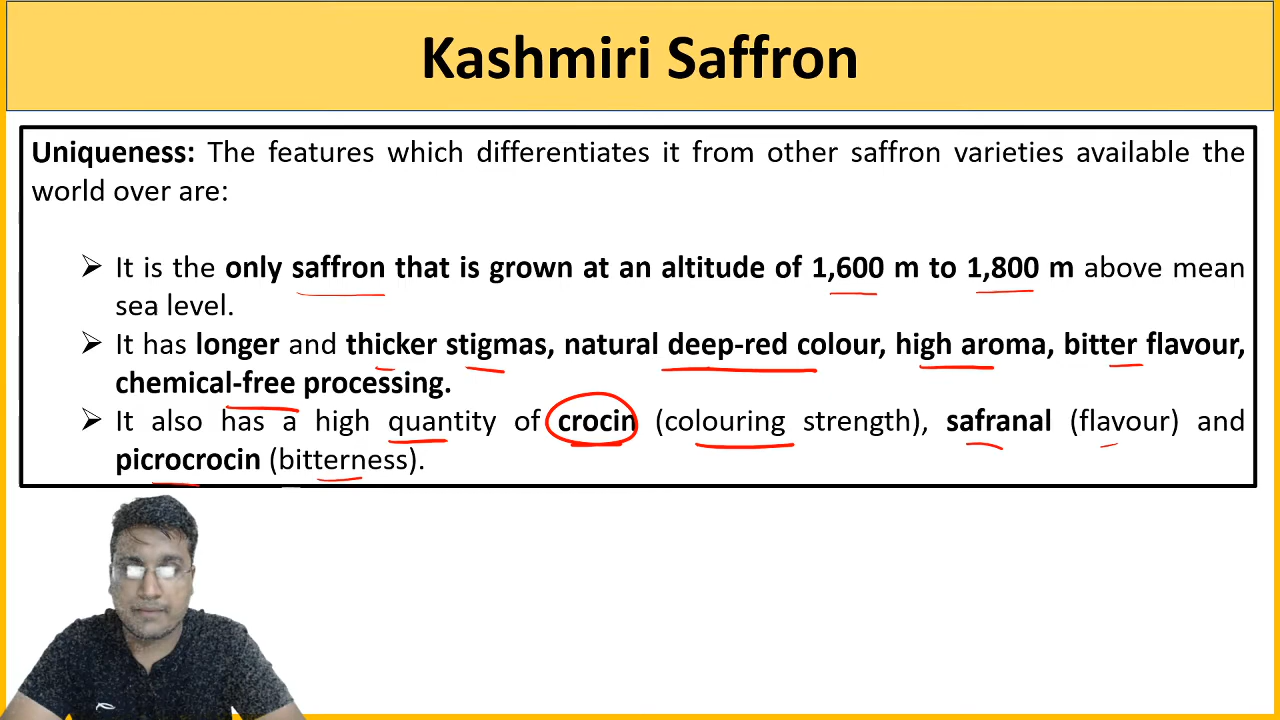 Kashmiri Saffron
Uniqueness: The features which differentiates it from other saffron varieties available the
world over are:
➢ It is the only saffron that is grown at an altitude of 1,600 m to 1,800 m above mean
sea level.
➢ It has longer and thicker stigmas, natural deep-red colour, high aroma, bitter flavour,
chemical-free processing.
➢ It also has a high quantity of crocin (colouring strength), safranal (flavour) and
picrocrocin (bitterness).